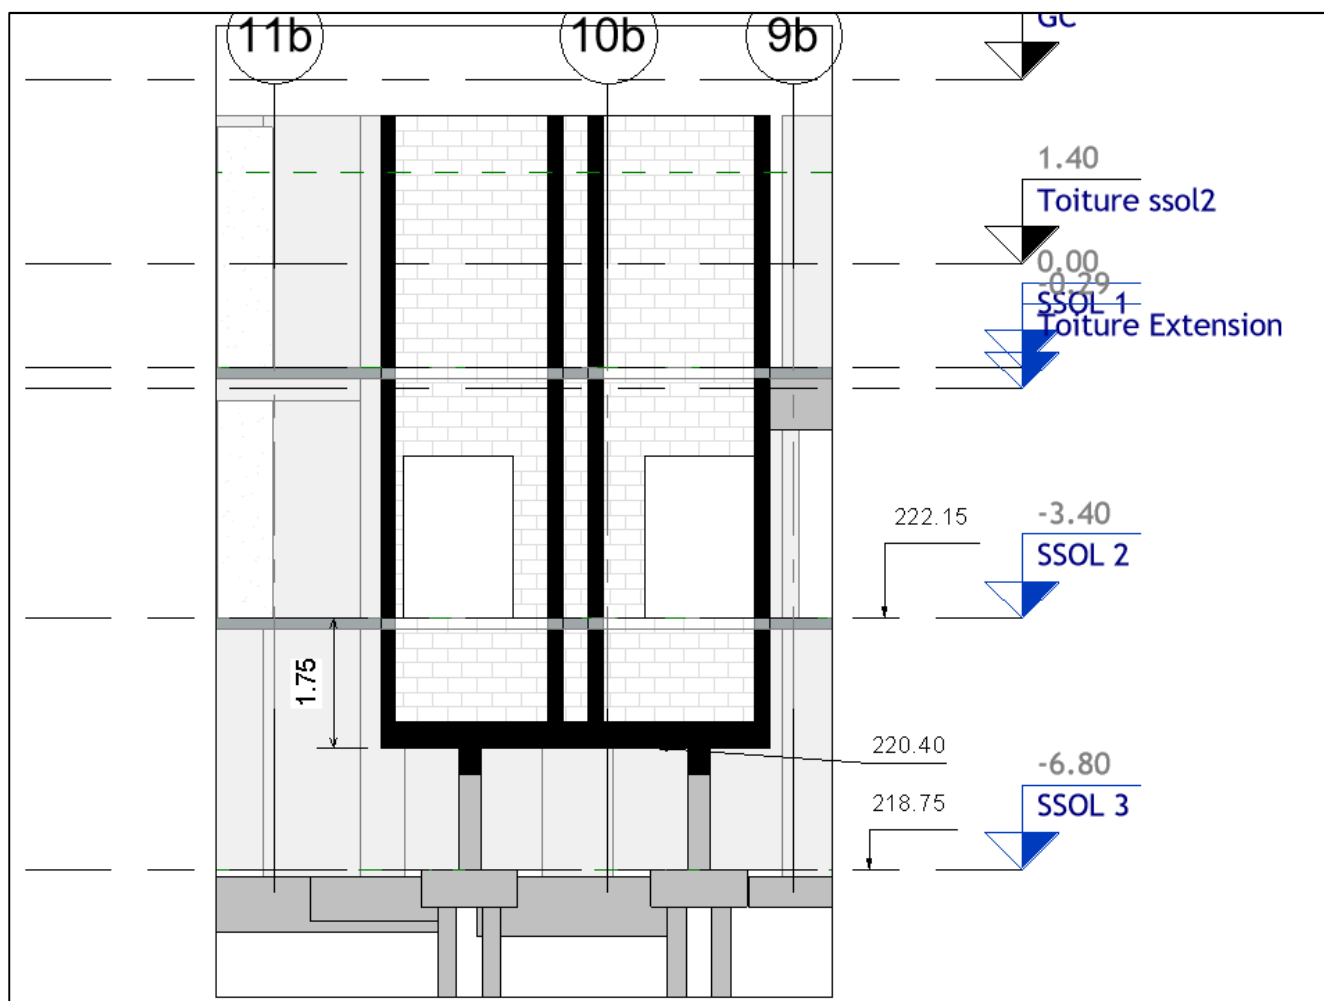 11b
10b
9b
GC
1.40
Toiture ssol2
0.00
-0.29
SSOL 1
Toiture Extension
222.15
-3.40
SSOL 2
1.75
220.40
-6.80
218.75
SSOL 3